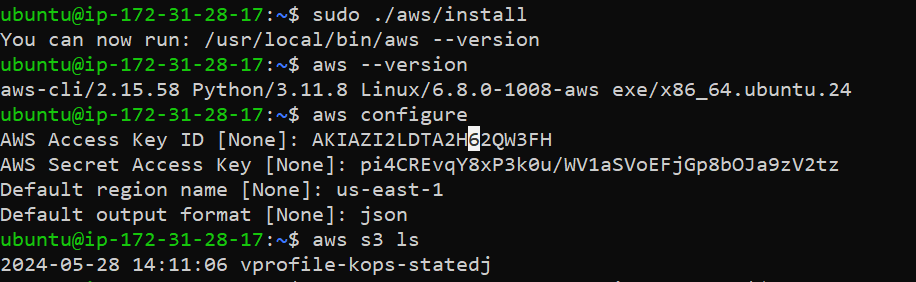 ubuntu@ip-172-31-28-17:~$ sudo ./aws/install
You can now run: /usr/local/bin/aws --version
ubuntu@ip-172-31-28-17:~$ aws --version
aws-cli/2.15.58 Python/3.11.8 Linux/6.8.0-1008-aws exe/x86_64.ubuntu.24
ubuntu@ip-172-31-28-17:~$ aws configure
AWS Access Key ID [None]: AKIAZI2LDTA2H62QW3FH
AWS Secret Access Key [None]: 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
Default region name [None]: us-east-1
Default output format [None]: json
ubuntu@ip-172-31-28-17:~$ aws s3 ls
2024-05-28 14:11:06 vprofile-kops-statedj